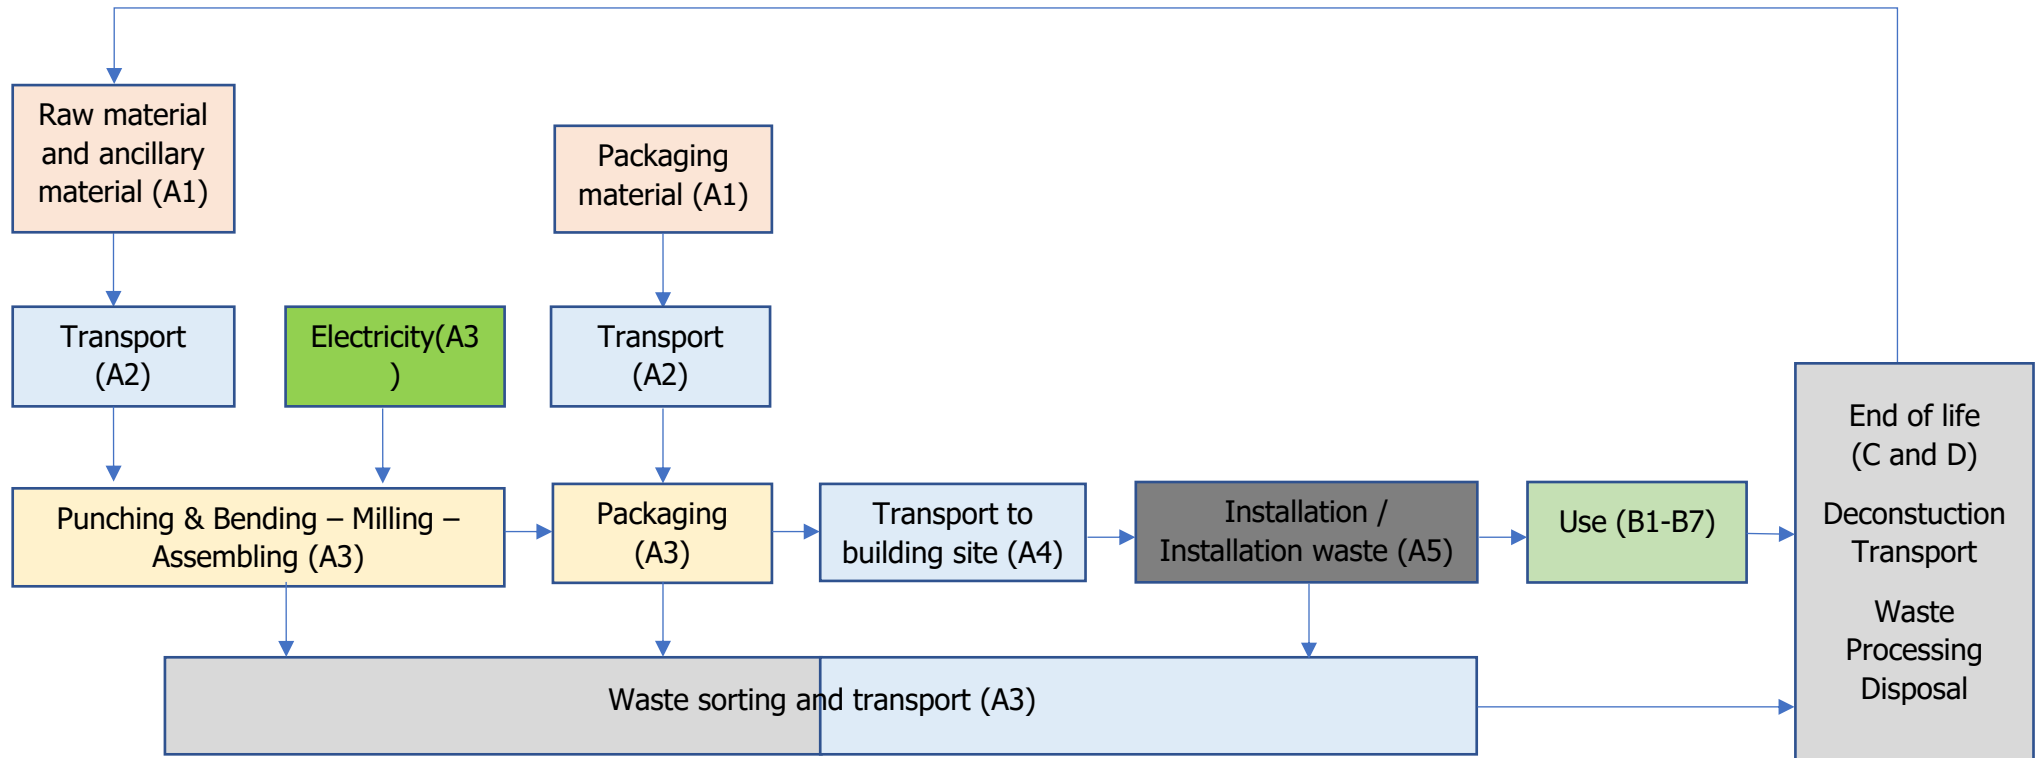 Raw material
and ancillary
material (A1)
Packaging
material (A1)
Transport
(A2)
Electricity(A3
)
Transport
(A2)
Punching & Bending – Milling –
Assembling (A3)
Packaging
(A3)
Transport to
building site (A4)
Installation /
Installation waste (A5)
Use (B1-B7)
End of life
(C and D)
Deconstuction
Transport
Waste
Processing
Disposal
Waste sorting and transport (A3)